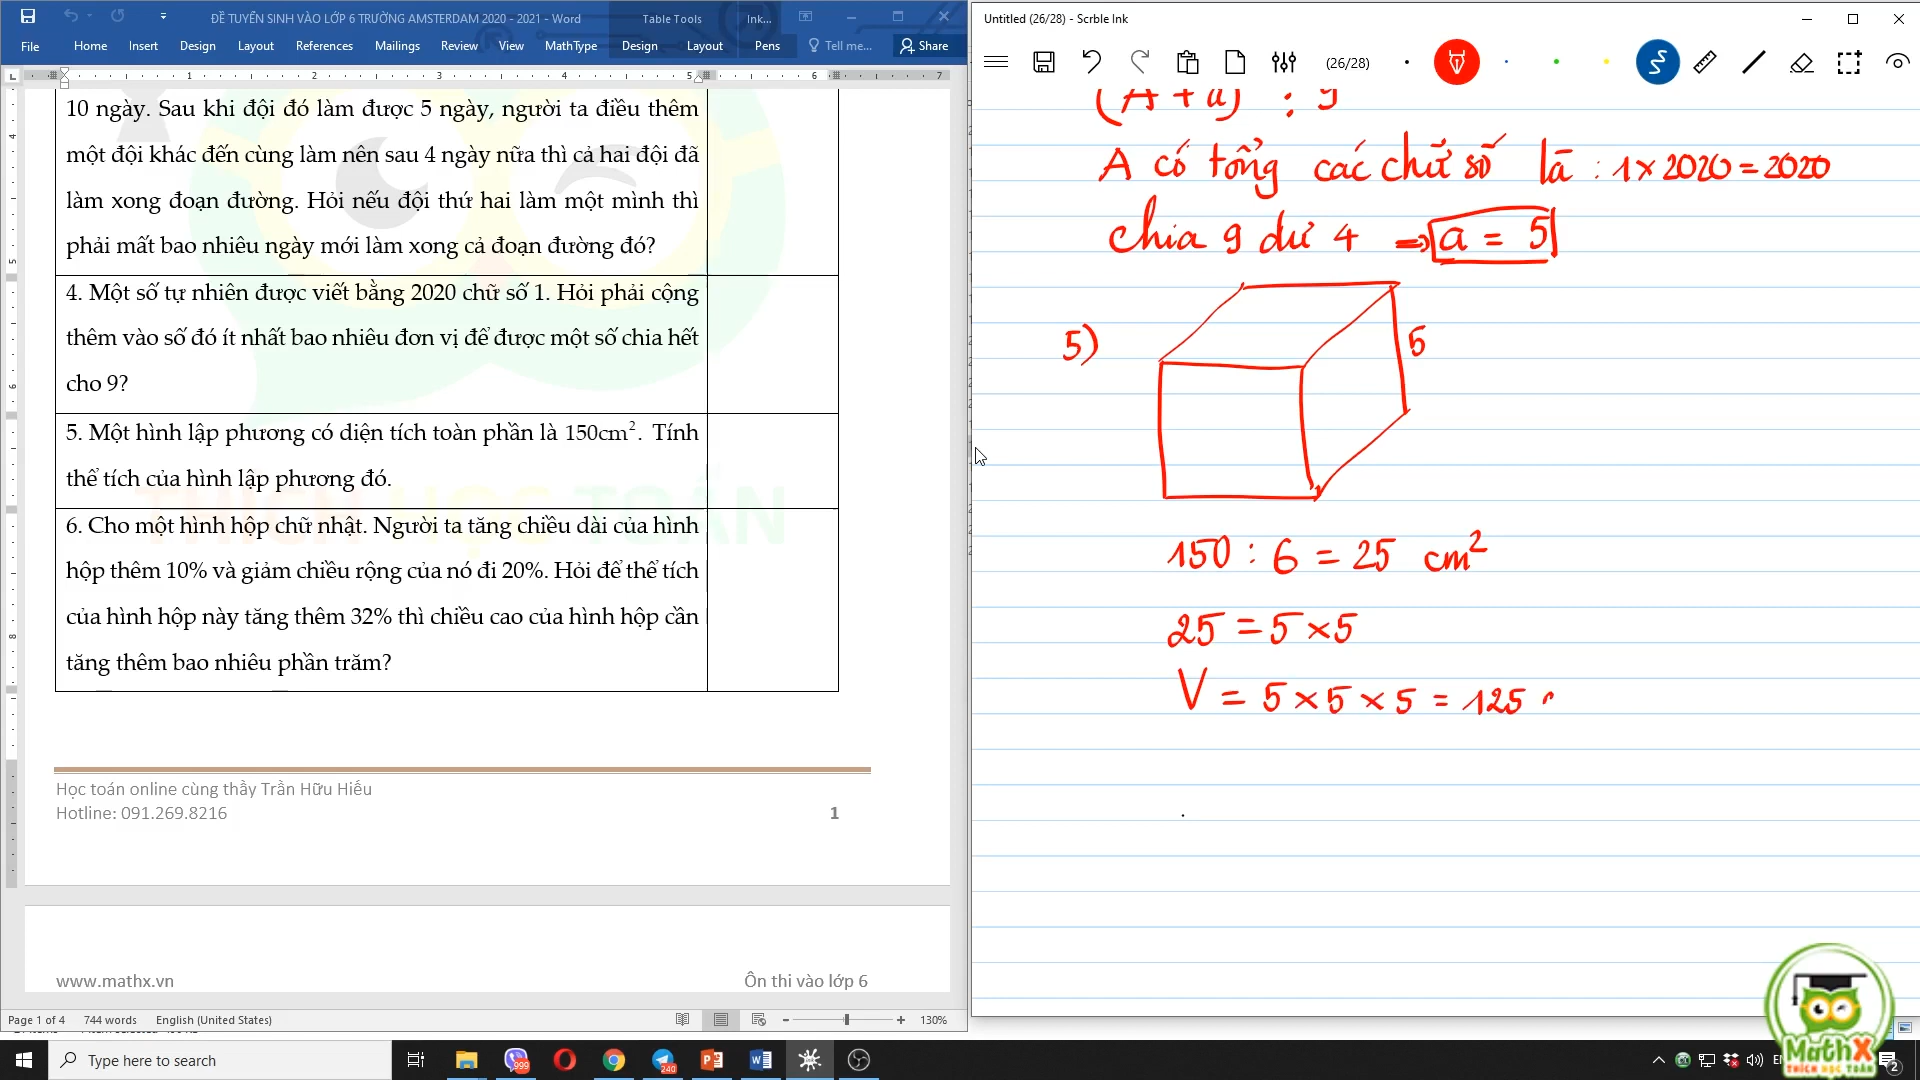 ĐỀ TUYỂN SINH VÀO LỚP 6 TRƯỜNG AMSTERDAM 2020 - 2021 - Word
Table Tools
Ink...
File Home Insert Design Layout References Mailings Review View MathType Design Layout Pens Tell me... Share
10 ngày. Sau khi đội đó làm được 5 ngày, người ta điều thêm
một đội khác đến cùng làm nên sau 4 ngày nữa thì cả hai đội đã
làm xong đoạn đường. Hỏi nếu đội thứ hai làm một mình thì
phải mất bao nhiêu ngày mới làm xong cả đoạn đường đó?
4. Một số tự nhiên được viết bằng 2020 chữ số 1. Hỏi phải cộng
thêm vào số đó ít nhất bao nhiêu đơn vị để được một số chia hết
cho 9?
5. Một hình lập phương có diện tích toàn phần là 150cm². Tính
thể tích của hình lập phương đó.
THÍCH HỌC TOÁN
6. Cho một hình hộp chữ nhật. Người ta tăng chiều dài của hình
hộp thêm 10% và giảm chiều rộng của nó đi 20%. Hỏi để thể tích
của hình hộp này tăng thêm 32% thì chiều cao của hình hộp cần
tăng thêm bao nhiêu phần trăm?
Học toán online cùng thầy Trần Hữu Hiếu
Hotline: 091.269.8216
1
www.mathx.vn
Ôn thi vào lớp 6
Page 1 of 4 744 words English (United States) 130%
Untitled (26/28) - Scrble Ink
(26/28)
(A + a) : 9
A có tổng các chữ số là : 1 x 2020 = 2020
chia 9 dư 4 => a = 5
5)
5
150 : 6 = 25 cm²
25 = 5 x 5
V = 5 x 5 x 5 = 125
MathX
THÍCH HỌC TOÁN
Type here to search
999
240
2